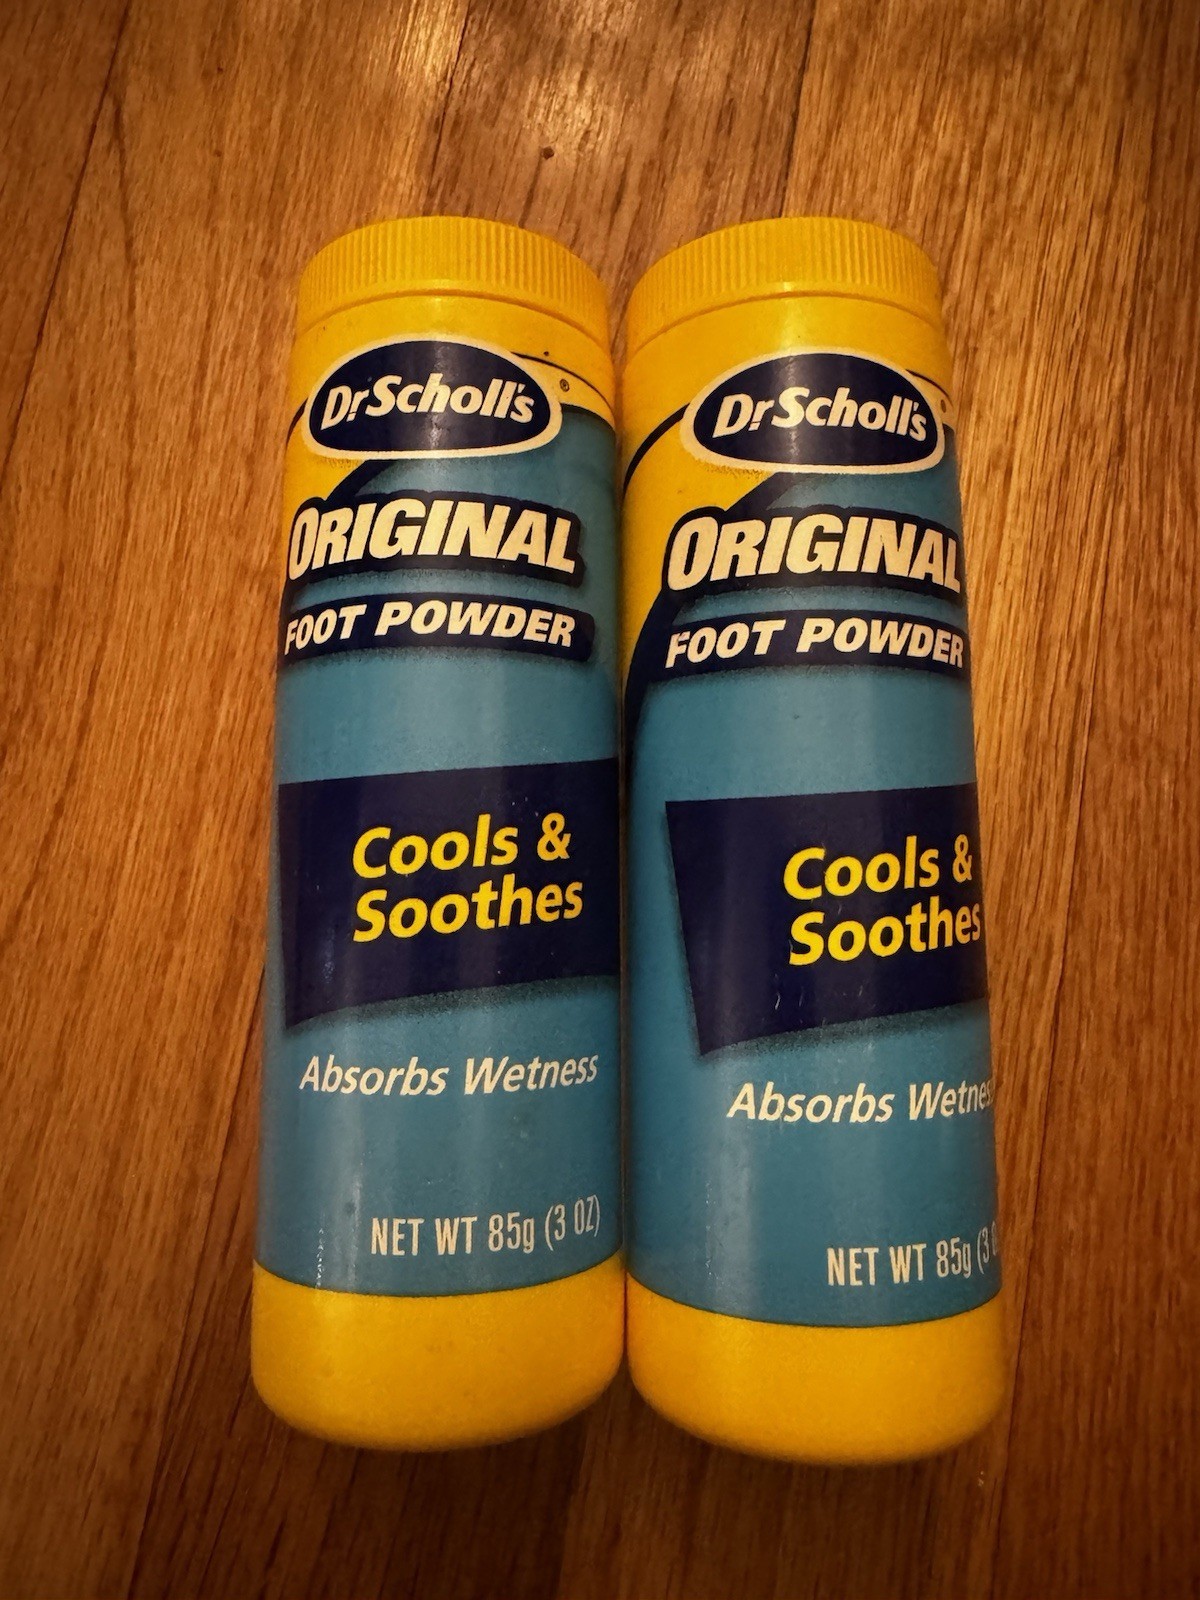 Dr.Scholl's ®
ORIGINAL
FOOT POWDER
Cools &
Soothes
Absorbs Wetness
NET WT 85g (3 OZ)
Dr.Scholl's
ORIGINAL
FOOT POWDER
Cools &
Soothes
Absorbs
NET WT 85g (3